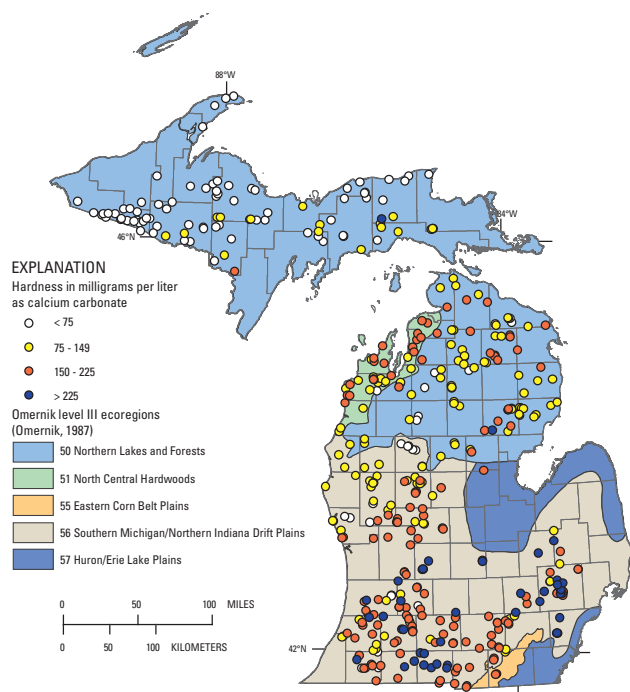 88°W
84°W
46°N
EXPLANATION
Hardness in milligrams per liter
as calcium carbonate
< 75
75 - 149
150 - 225
> 225
Omernik level III ecoregions
(Omernik, 1987)
50 Northern Lakes and Forests
51 North Central Hardwoods
55 Eastern Corn Belt Plains
56 Southern Michigan/Northern Indiana Drift Plains
57 Huron/Erie Lake Plains
0 50 100 MILES
0 50 100 KILOMETERS
42°N